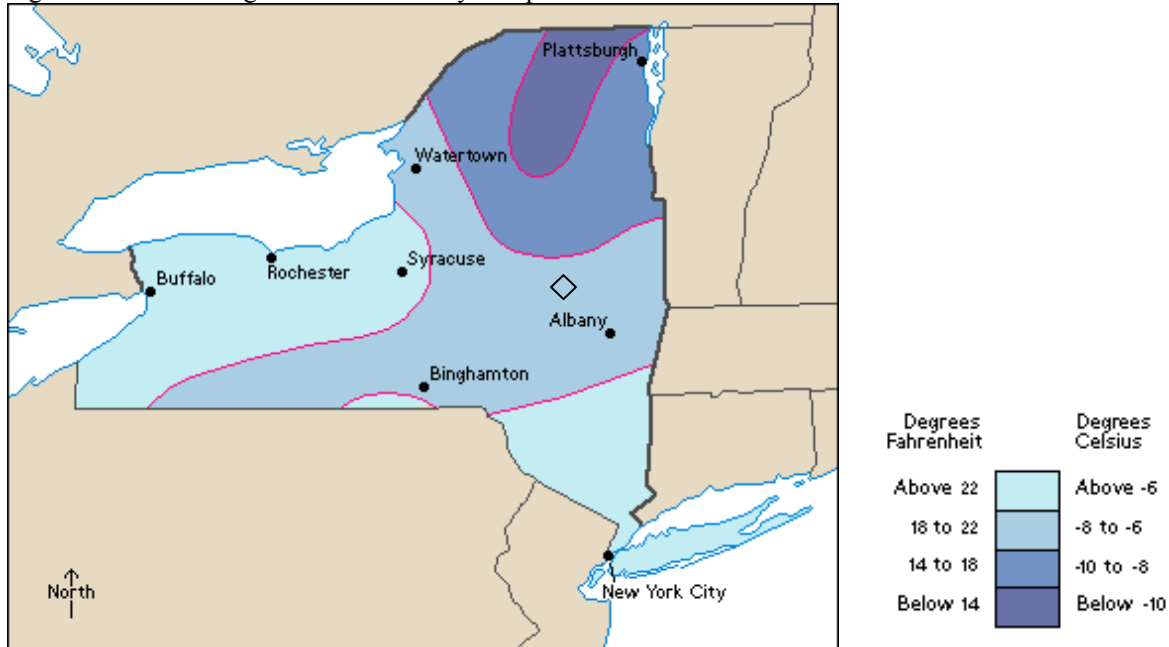 Plattsburgh
Watertown
Syracuse
Rochester
Buffalo
Albany
Binghamton
North
New York City
Degrees Degrees
Fahrenheit Celsius
Above 22 Above -6
18 to 22 -8 to -6
14 to 18 -10 to -8
Below 14 Below -10